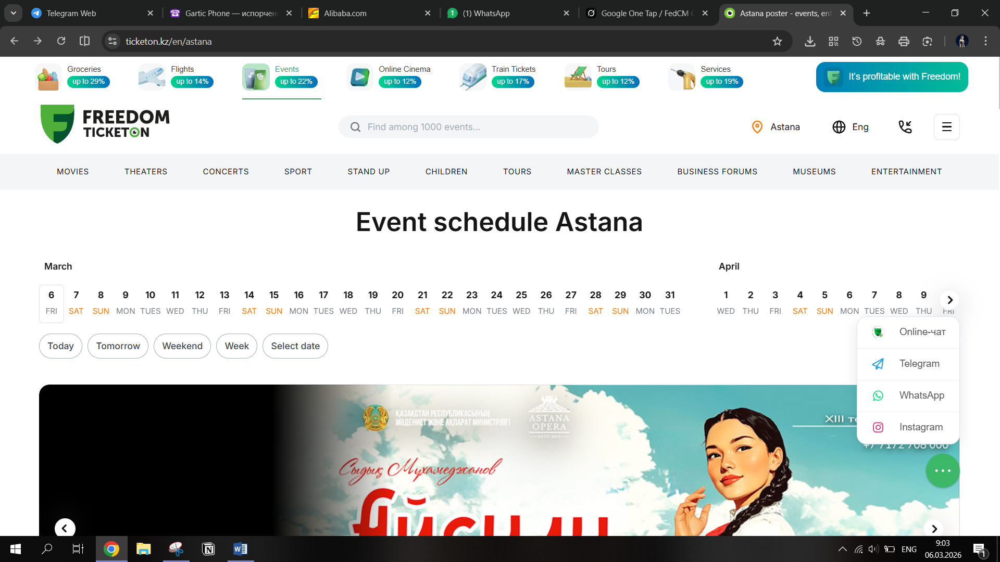 Telegram Web
Gartic Phone — испорчен
Alibaba.com
(1) WhatsApp
Google One Tap / FedCM
Astana poster - events, ent
ticketon.kz/en/astana
Groceries
up to 29%
Flights
up to 14%
Events
up to 22%
Online Cinema
up to 12%
Train Tickets
up to 17%
Tours
up to 12%
Services
up to 19%
It's profitable with Freedom!
FREEDOM
TICKETON
Find among 1000 events...
Astana
Eng
MOVIES THEATERS CONCERTS SPORT STAND UP CHILDREN TOURS MASTER CLASSES BUSINESS FORUMS MUSEUMS ENTERTAINMENT
Event schedule Astana
March April
6 7 8 9 10 11 12 13 14 15 16 17 18 19 20 21 22 23 24 25 26 27 28 29 30 31 1 2 3 4 5 6 7 8 9
FRI SAT SUN MON TUES WED THU FRI SAT SUN MON TUES WED THU FRI SAT SUN MON TUES WED THU FRI SAT SUN MON TUES WED THU FRI SAT SUN MON TUES WED THU FRI
Today Tomorrow Weekend Week Select date
Online-чат
Telegram
WhatsApp
Instagram
ҚАЗАҚСТАН РЕСПУБЛИКАСЫНЫҢ
МӘДЕНИЕТ ЖӘНЕ АҚПАРАТ МИНИСТРЛІГІ
ASTANA
OPERA
ESTD 2013
XIII
+7 7172 708 000
Сыдық Мұхамеджанов
Айсұлу
ENG
9:03
06.03.2026
1